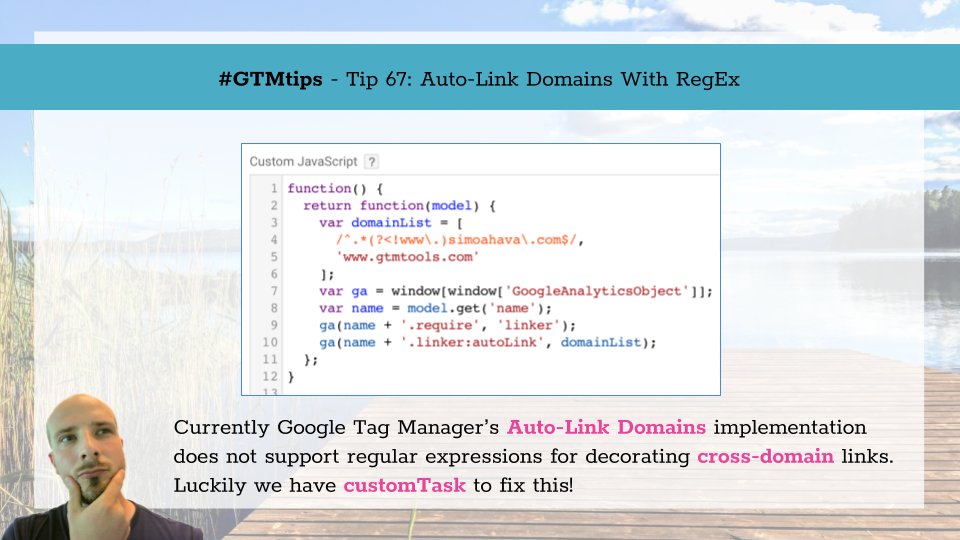 #GTMtips - Tip 67: Auto-Link Domains With RegEx
Custom JavaScript ?
1 function() {
2 return function(model) {
3 var domainList = [
4 /^.*(?<!www\.)simoahava\.com$/,
5 'www.gtmtools.com'
6 ];
7 var ga = window[window['GoogleAnalyticsObject']];
8 var name = model.get('name');
9 ga(name + '.require', 'linker');
10 ga(name + '.linker:autoLink', domainList);
11 };
12 }
13
Currently Google Tag Manager's Auto-Link Domains implementation
does not support regular expressions for decorating cross-domain links.
Luckily we have customTask to fix this!